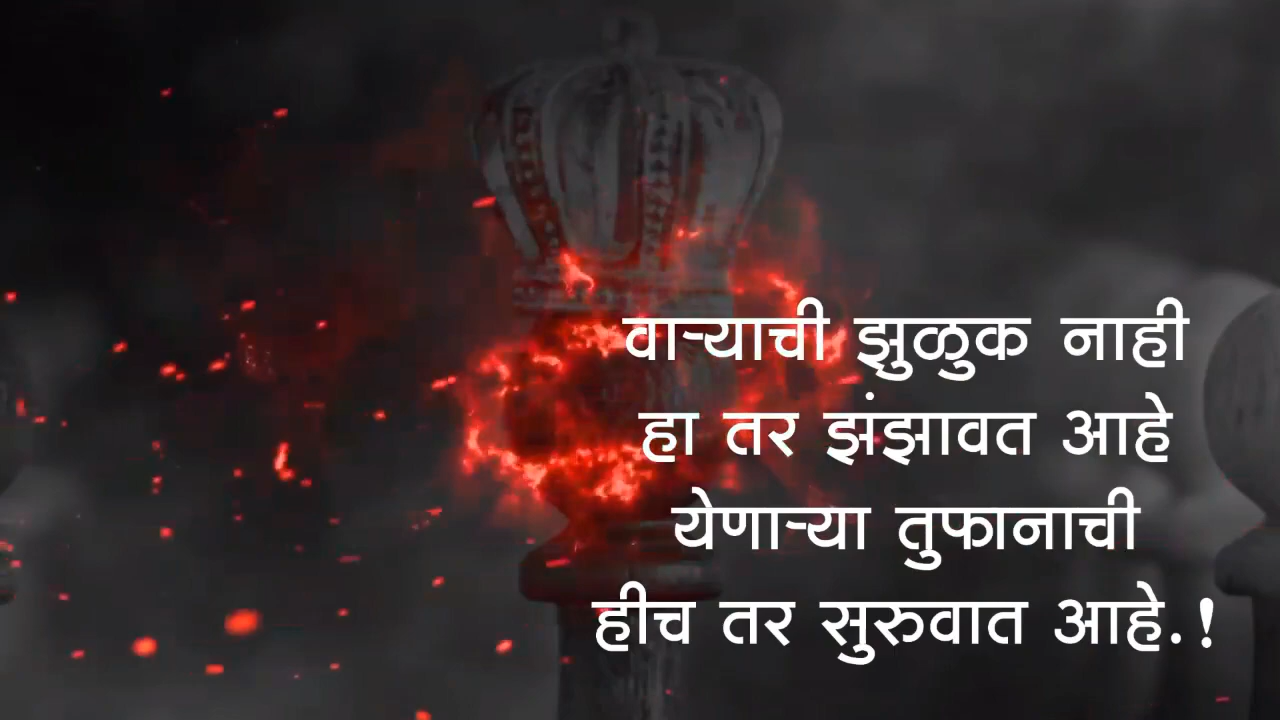 वाऱ्याची झुळुक नाही
हा तर झंझावत आहे
येणाऱ्या तुफानाची
हीच तर सुरुवात आहे.!